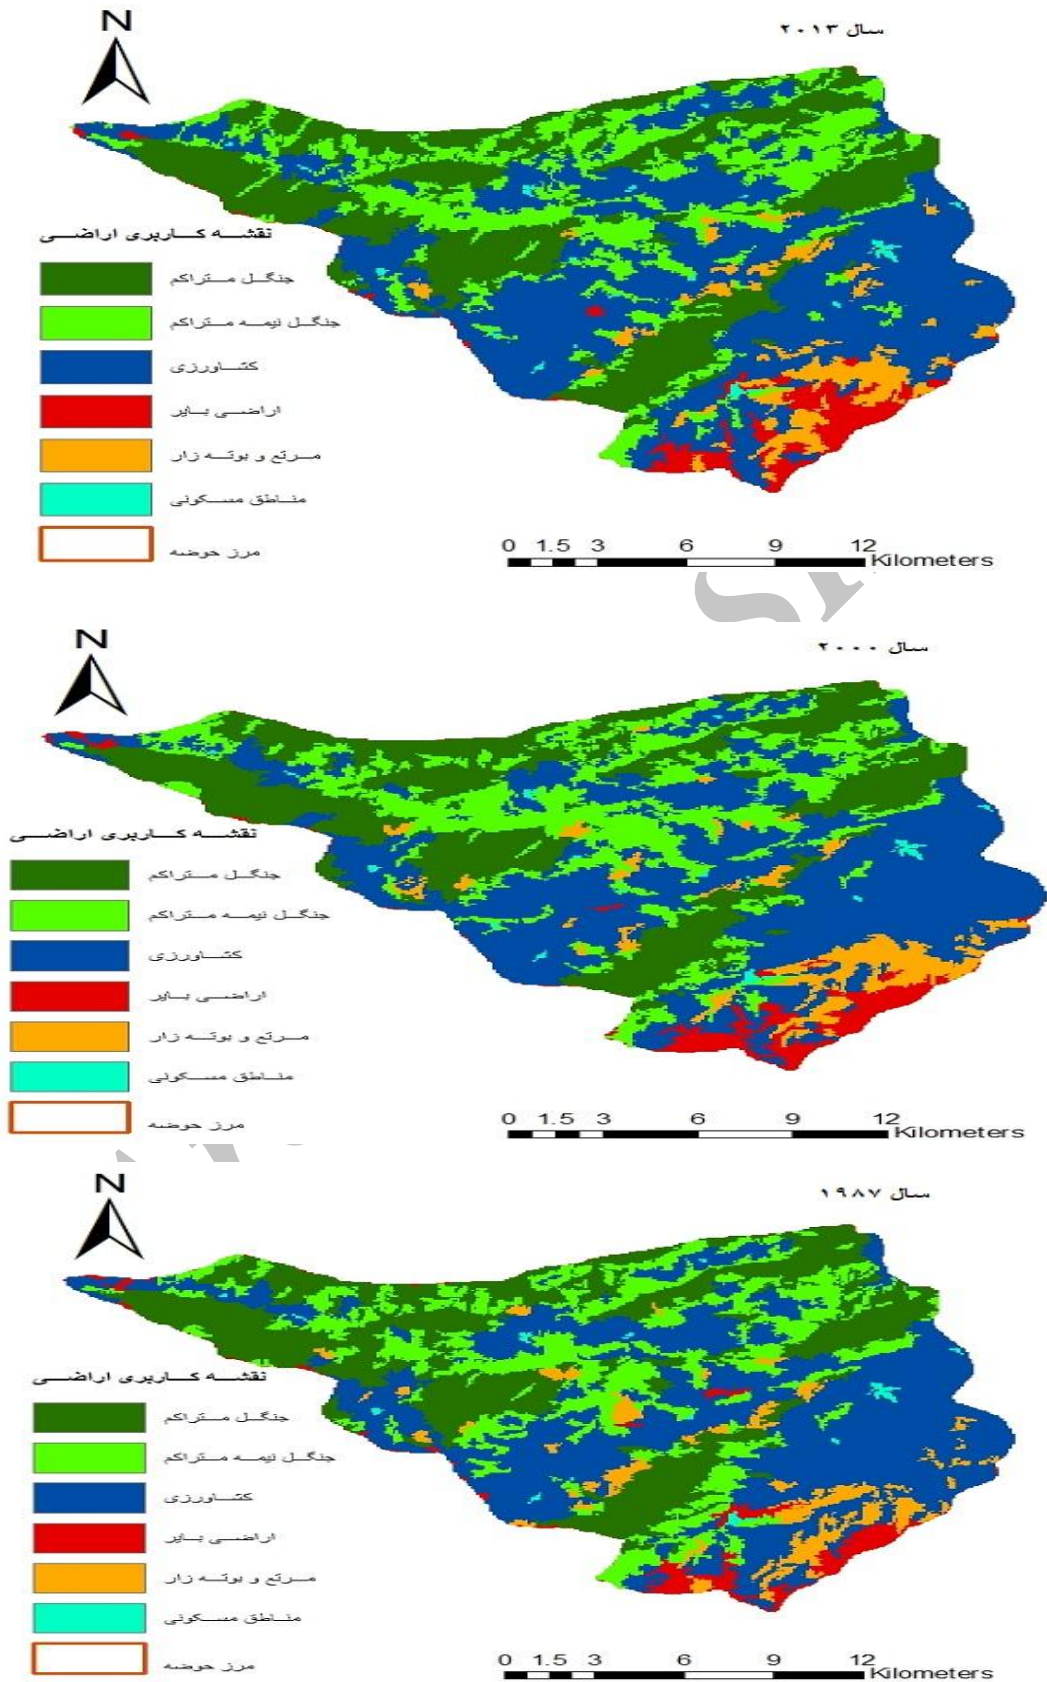 N
سال ۲۰۱۳
نقشه کاربری اراضی
جنگل متراکم
جنگل نیمه متراکم
کشاورزی
اراضی بایر
مرتع و بوته زار
مناطق مسکونی
مرز حوضه
0 1.5 3 6 9 12
Kilometers
N
سال ۲۰۰۰
نقشه کاربری اراضی
جنگل متراکم
جنگل نیمه متراکم
کشاورزی
اراضی بایر
مرتع و بوته زار
مناطق مسکونی
مرز حوضه
0 1.5 3 6 9 12
Kilometers
N
سال ۱۹۸۷
نقشه کاربری اراضی
جنگل متراکم
جنگل نیمه متراکم
کشاورزی
اراضی بایر
مرتع و بوته زار
مناطق مسکونی
مرز حوضه
0 1.5 3 6 9 12
Kilometers